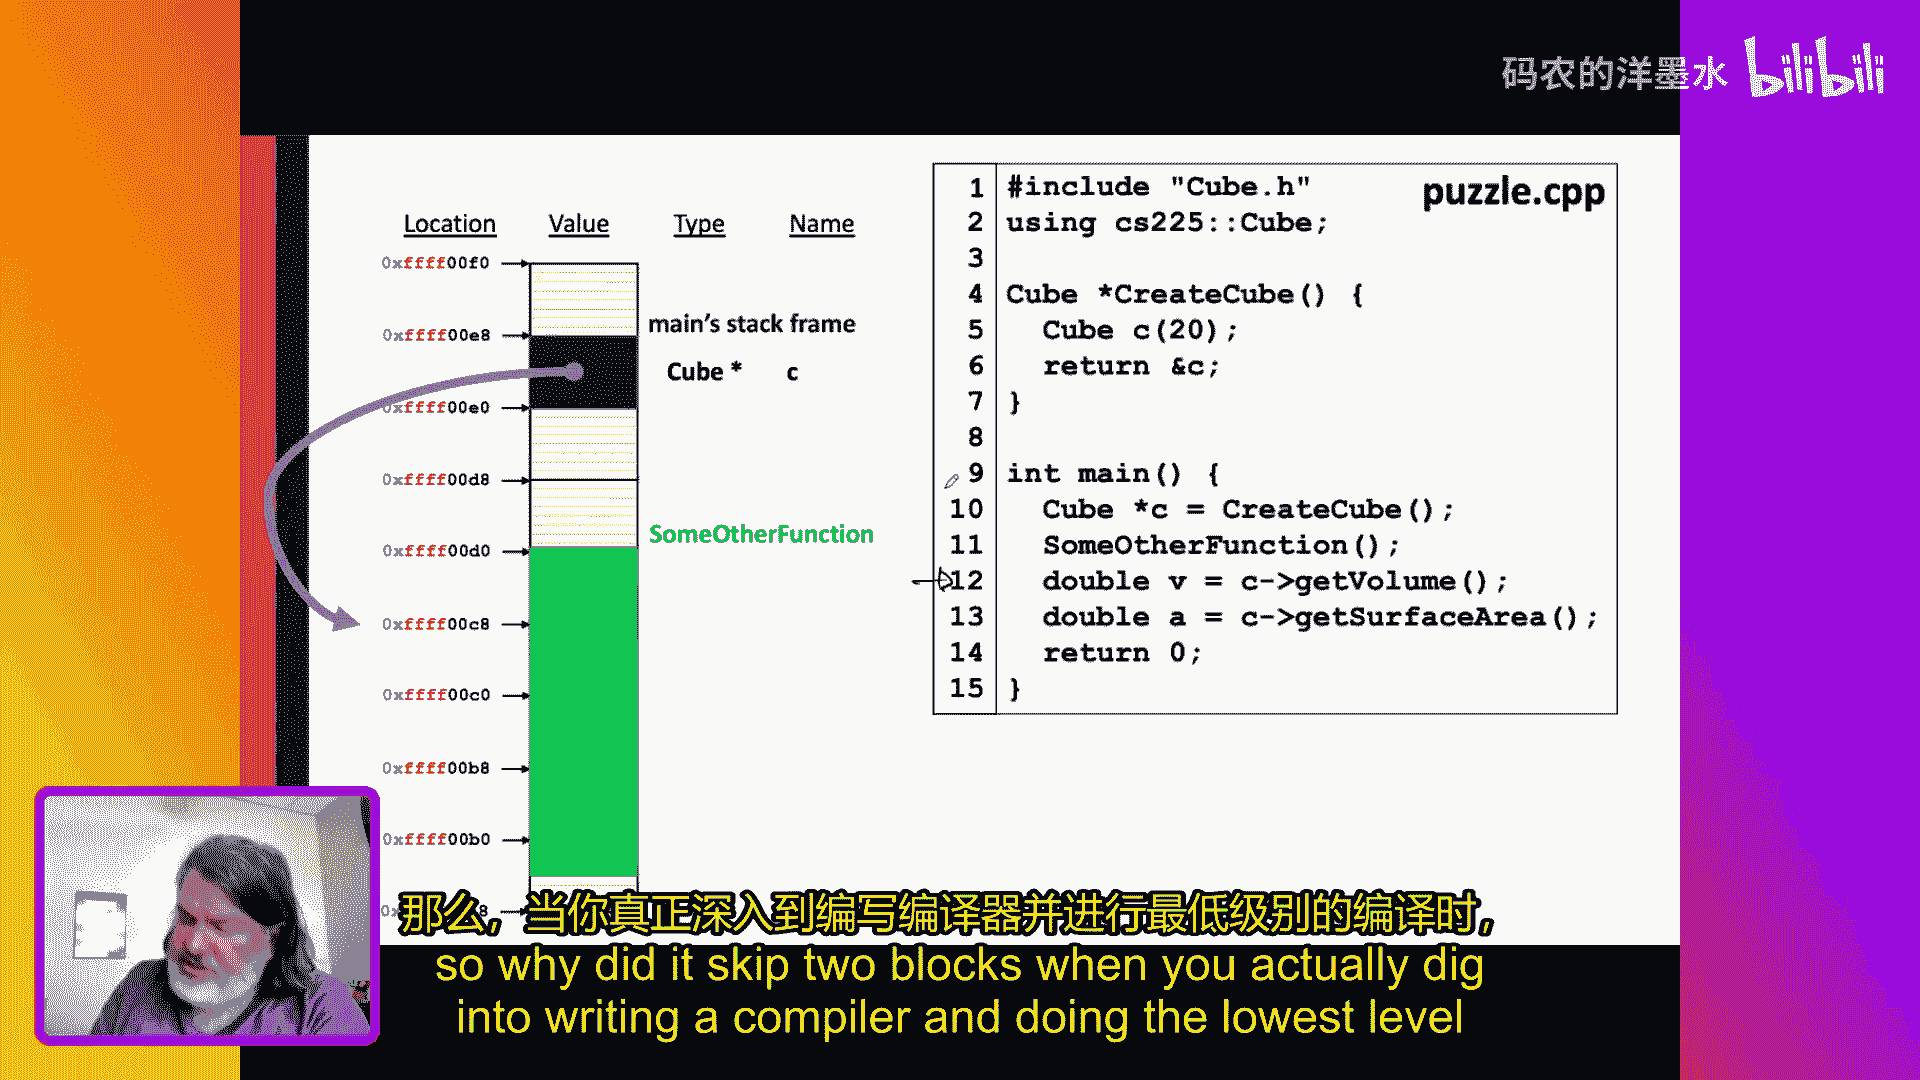 码农的洋墨水 bilibili
Location Value Type Name
0xffff00f0
main's stack frame
0xffff00e8
Cube * c
0xffff00e0
0xffff00d8
SomeOtherFunction
0xffff00d0
0xffff00c8
0xffff00c0
0xffff00b8
0xffff00b0
puzzle.cpp
1 #include "Cube.h"
2 using cs225::Cube;
3
4 Cube *CreateCube() {
5 Cube c(20);
6 return &c;
7 }
8
9 int main() {
10 Cube *c = CreateCube();
11 SomeOtherFunction();
12 double v = c->getVolume();
13 double a = c->getSurfaceArea();
14 return 0;
15 }
那么，当你真正深入到编写编译器并进行最低级别的编译时，
so why did it skip two blocks when you actually dig
into writing a compiler and doing the lowest level